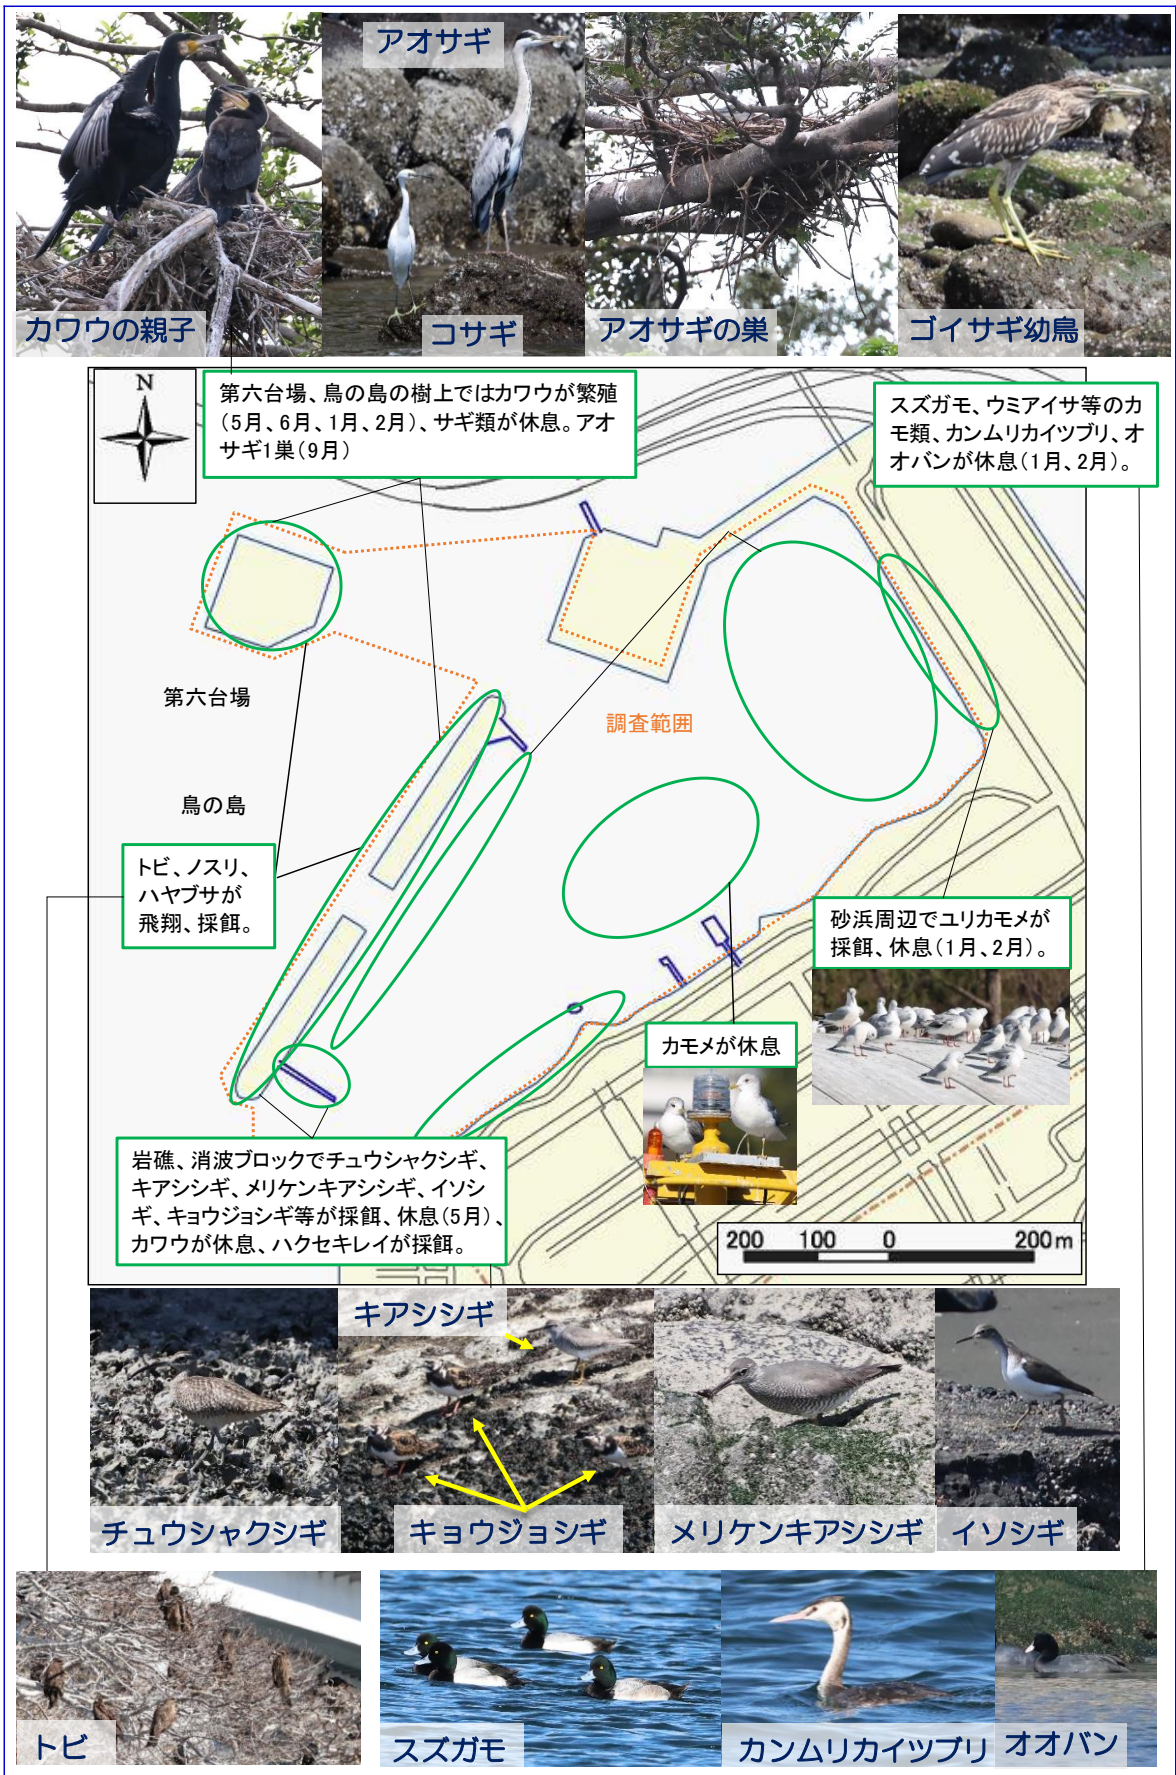 アオサギ
カワウの親子
コサギ
アオサギの巣
ゴイサギ幼鳥
N
第六台場、鳥の島の樹上ではカワウが繁殖
(5月、6月、1月、2月)、サギ類が休息。アオ
サギ1巣(9月)
スズガモ、ウミアイサ等のカ
モ類、カンムリカイツブリ、オ
オバンが休息(1月、2月)。
第六台場
調査範囲
鳥の島
トビ、ノスリ、
ハヤブサが
飛翔、採餌。
砂浜周辺でユリカモメが
採餌、休息(1月、2月)。
カモメが休息
岩礁、消波ブロックでチュウシャクシギ、
キアシシギ、メリケンキアシシギ、イソシ
ギ、キョウジョシギ等が採餌、休息(5月)、
カワウが休息、ハクセキレイが採餌。
200 100 0 200m
キアシシギ
チュウシャクシギ
キョウジョシギ
メリケンキアシシギ
イソシギ
トビ
スズガモ
カンムリカイツブリ
オオバン